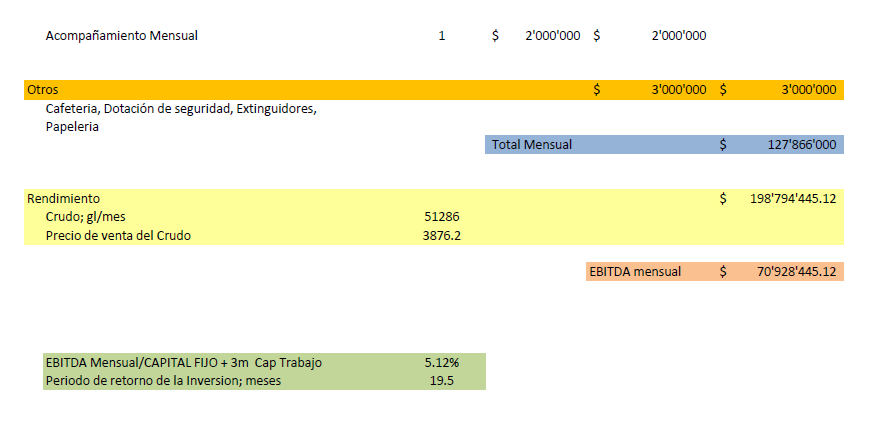 Acompañamiento Mensual 1 $ 2'000'000 $ 2'000'000
Otros $ 3'000'000 $ 3'000'000
Cafeteria, Dotación de seguridad, Extinguidores,
Papeleria
Total Mensual $ 127'866'000
Rendimiento $ 198'794'445.12
Crudo; gl/mes 51286
Precio de venta del Crudo 3876.2
EBITDA mensual $ 70'928'445.12
EBITDA Mensual/CAPITAL FIJO + 3m Cap Trabajo 5.12%
Periodo de retorno de la Inversion; meses 19.5